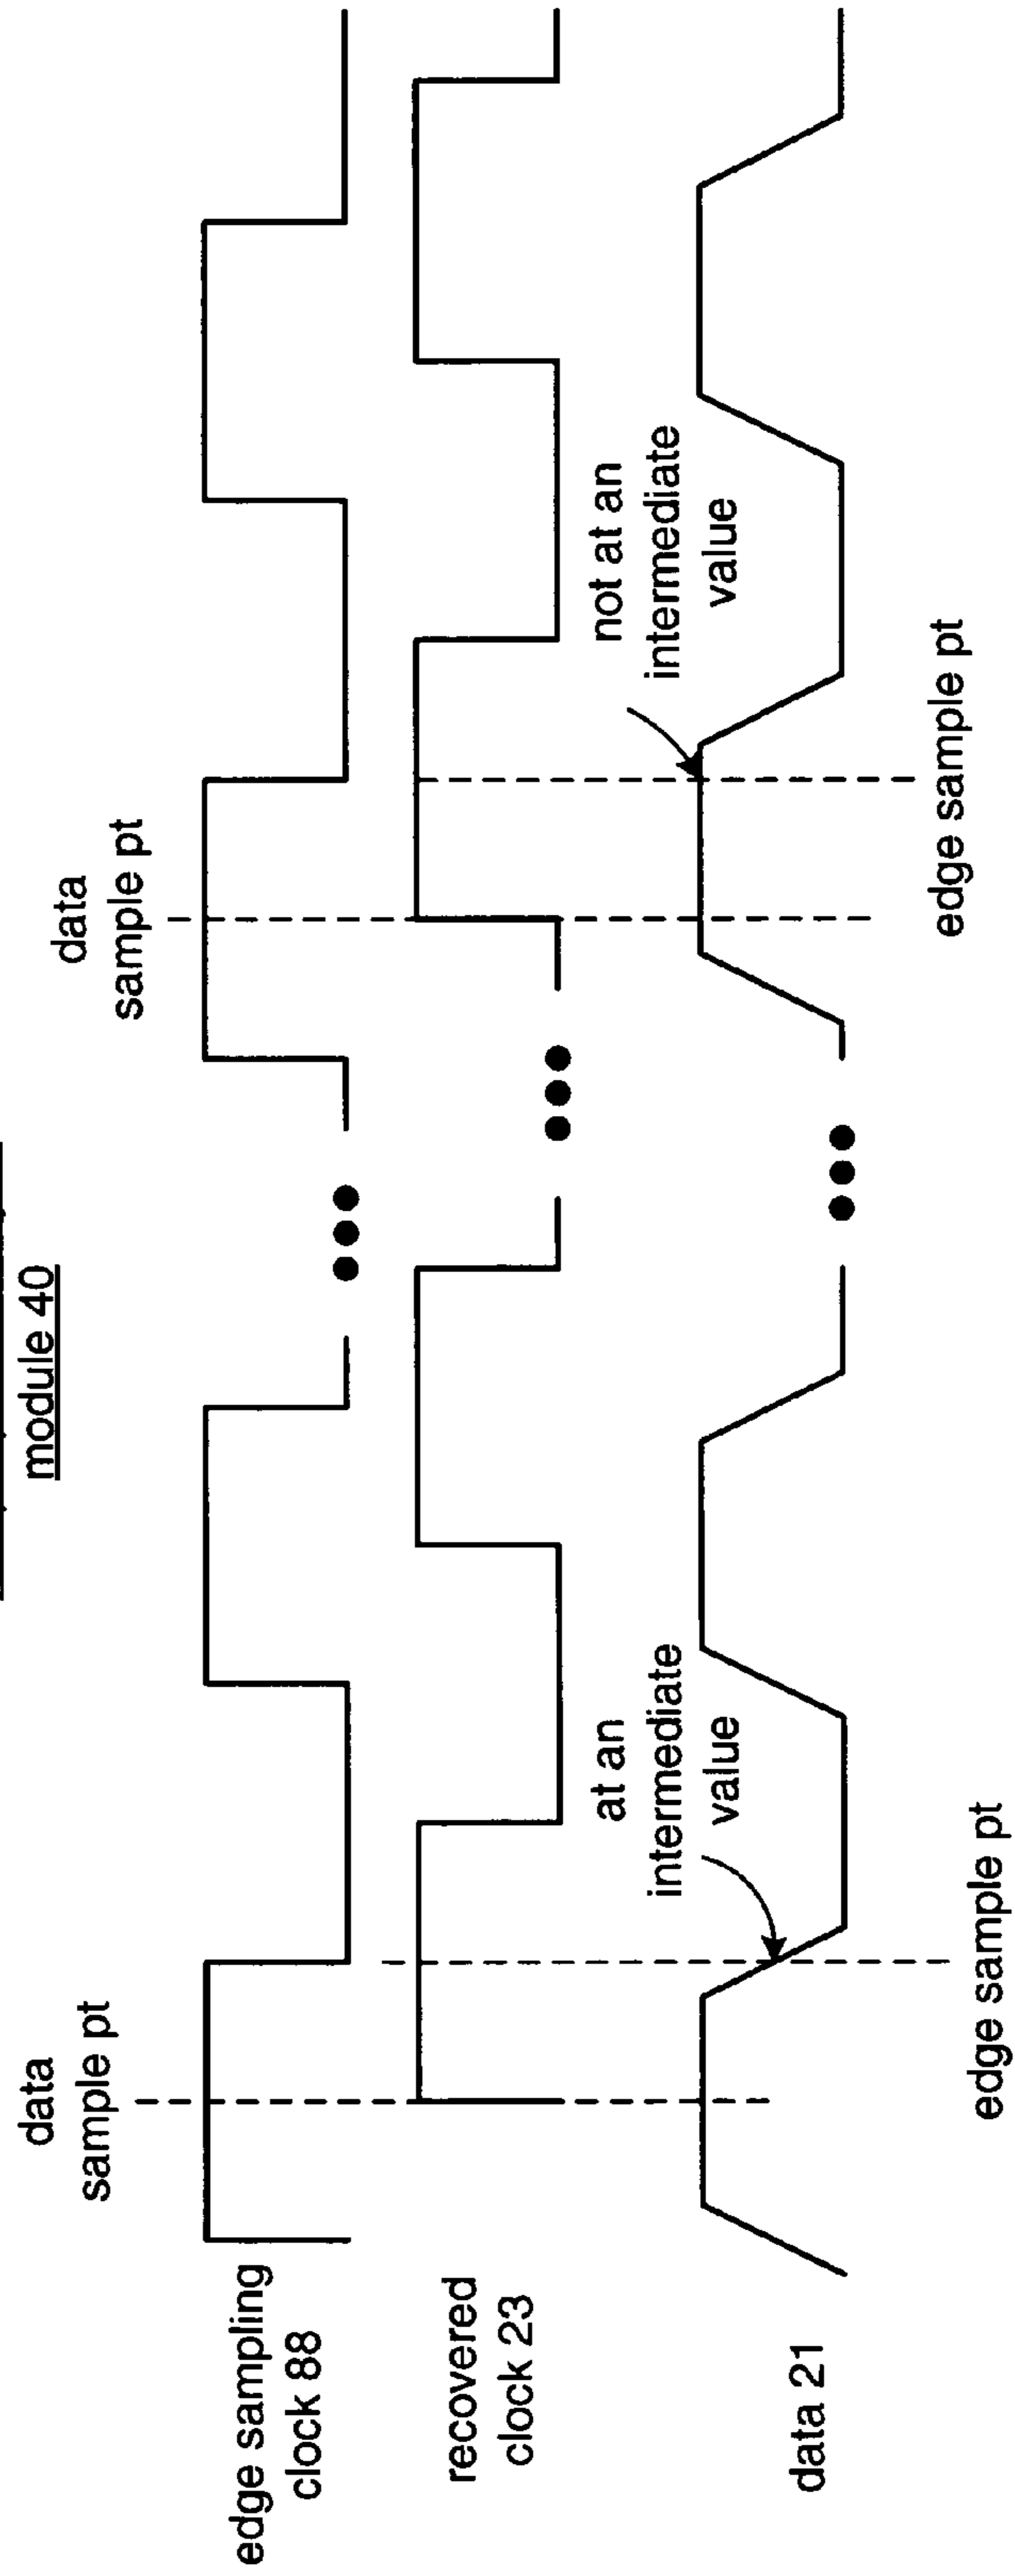 module 40
data
sample pt
data
sample pt
edge sampling
clock 88
recovered
clock 23
at an
intermediate
value
not at an
intermediate
value
data 21
edge sample pt
edge sample pt